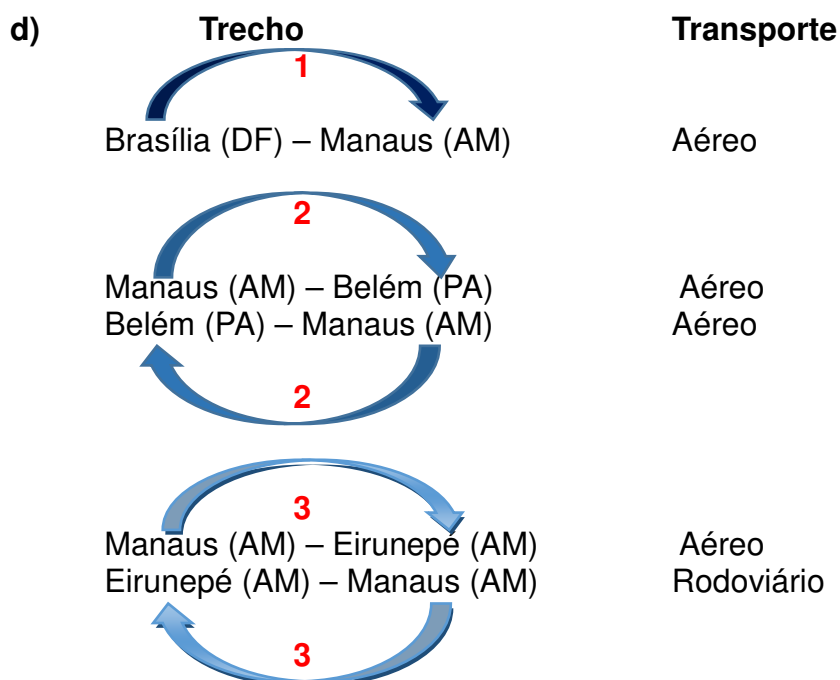 d) Trecho Transporte
1
Brasília (DF) – Manaus (AM) Aéreo
2
Manaus (AM) – Belém (PA) Aéreo
Belém (PA) – Manaus (AM) Aéreo
2
3
Manaus (AM) – Eirunepé (AM) Aéreo
Eirunepé (AM) – Manaus (AM) Rodoviário
3